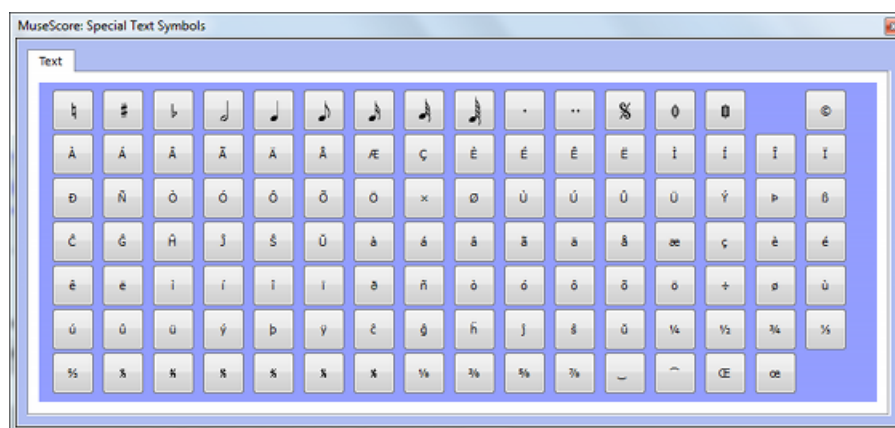 MuseScore: Special Text Symbols
Text
♮ ♯ ♭ 𝅗𝅥 𝅘𝅥 𝅘𝅥𝅮 𝅘𝅥𝅯 𝅘𝅥𝅰 𝅘𝅥𝅱 · ·· 𝄋 ©
À Á Â Ã Ä Å Æ Ç È É Ê Ë Ì Í Î Ï
Ð Ñ Ò Ó Ô Õ Ö × Ø Ù Ú Û Ü Ý Þ ß
Ĉ Ĝ Ĥ Ĵ Ŝ Ŭ à á â ã ä å æ ç è é
ê ë ì í î ï ð ñ ò ó ô õ ö ÷ ø ù
ú û ü ý þ ÿ ĉ ĝ ĥ ĵ ŝ ŭ ¼ ½ ¾ ⅓
⅔ ⅛ ⅜ ⅝ ⅞ ‿ ⁀ Œ œ